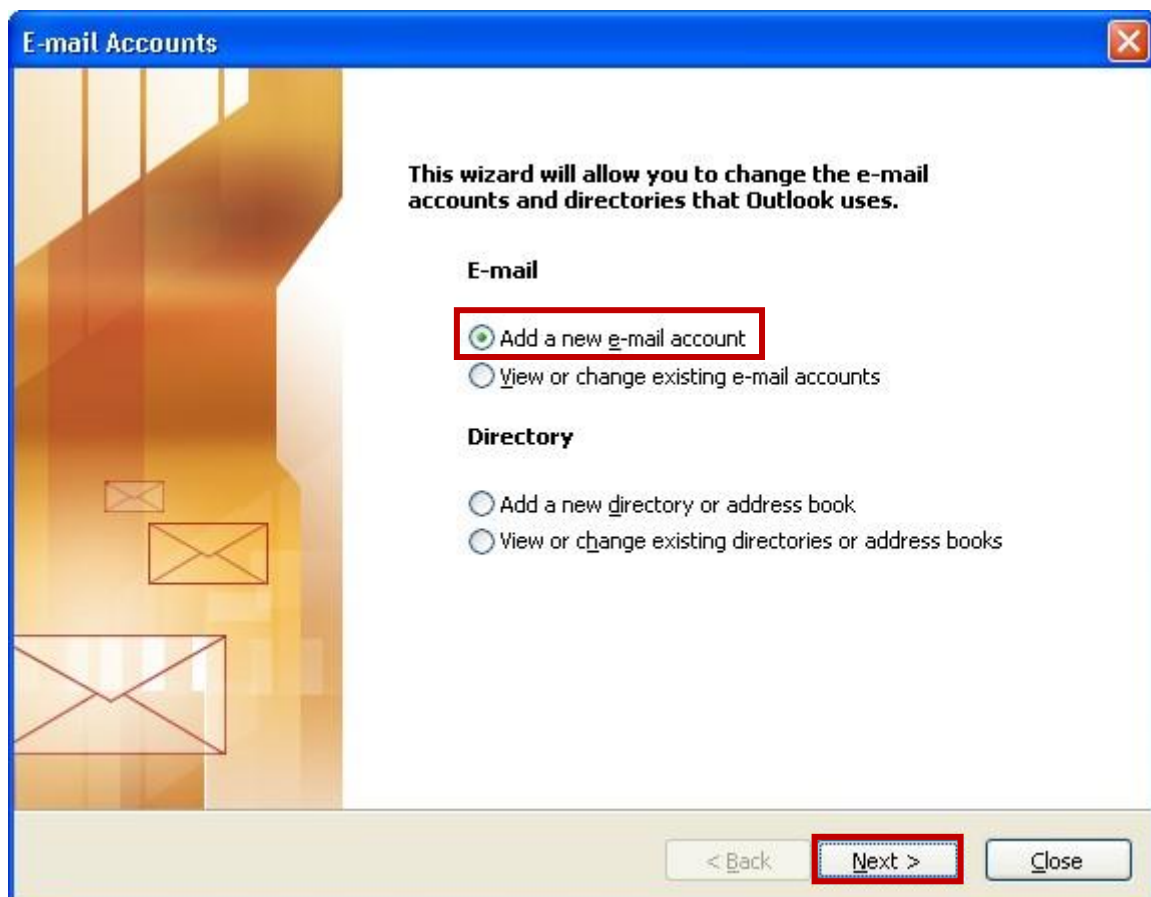 E-mail Accounts
This wizard will allow you to change the e-mail
accounts and directories that Outlook uses.
E-mail
Add a new e-mail account
View or change existing e-mail accounts
Directory
Add a new directory or address book
View or change existing directories or address books
< Back Next > Close